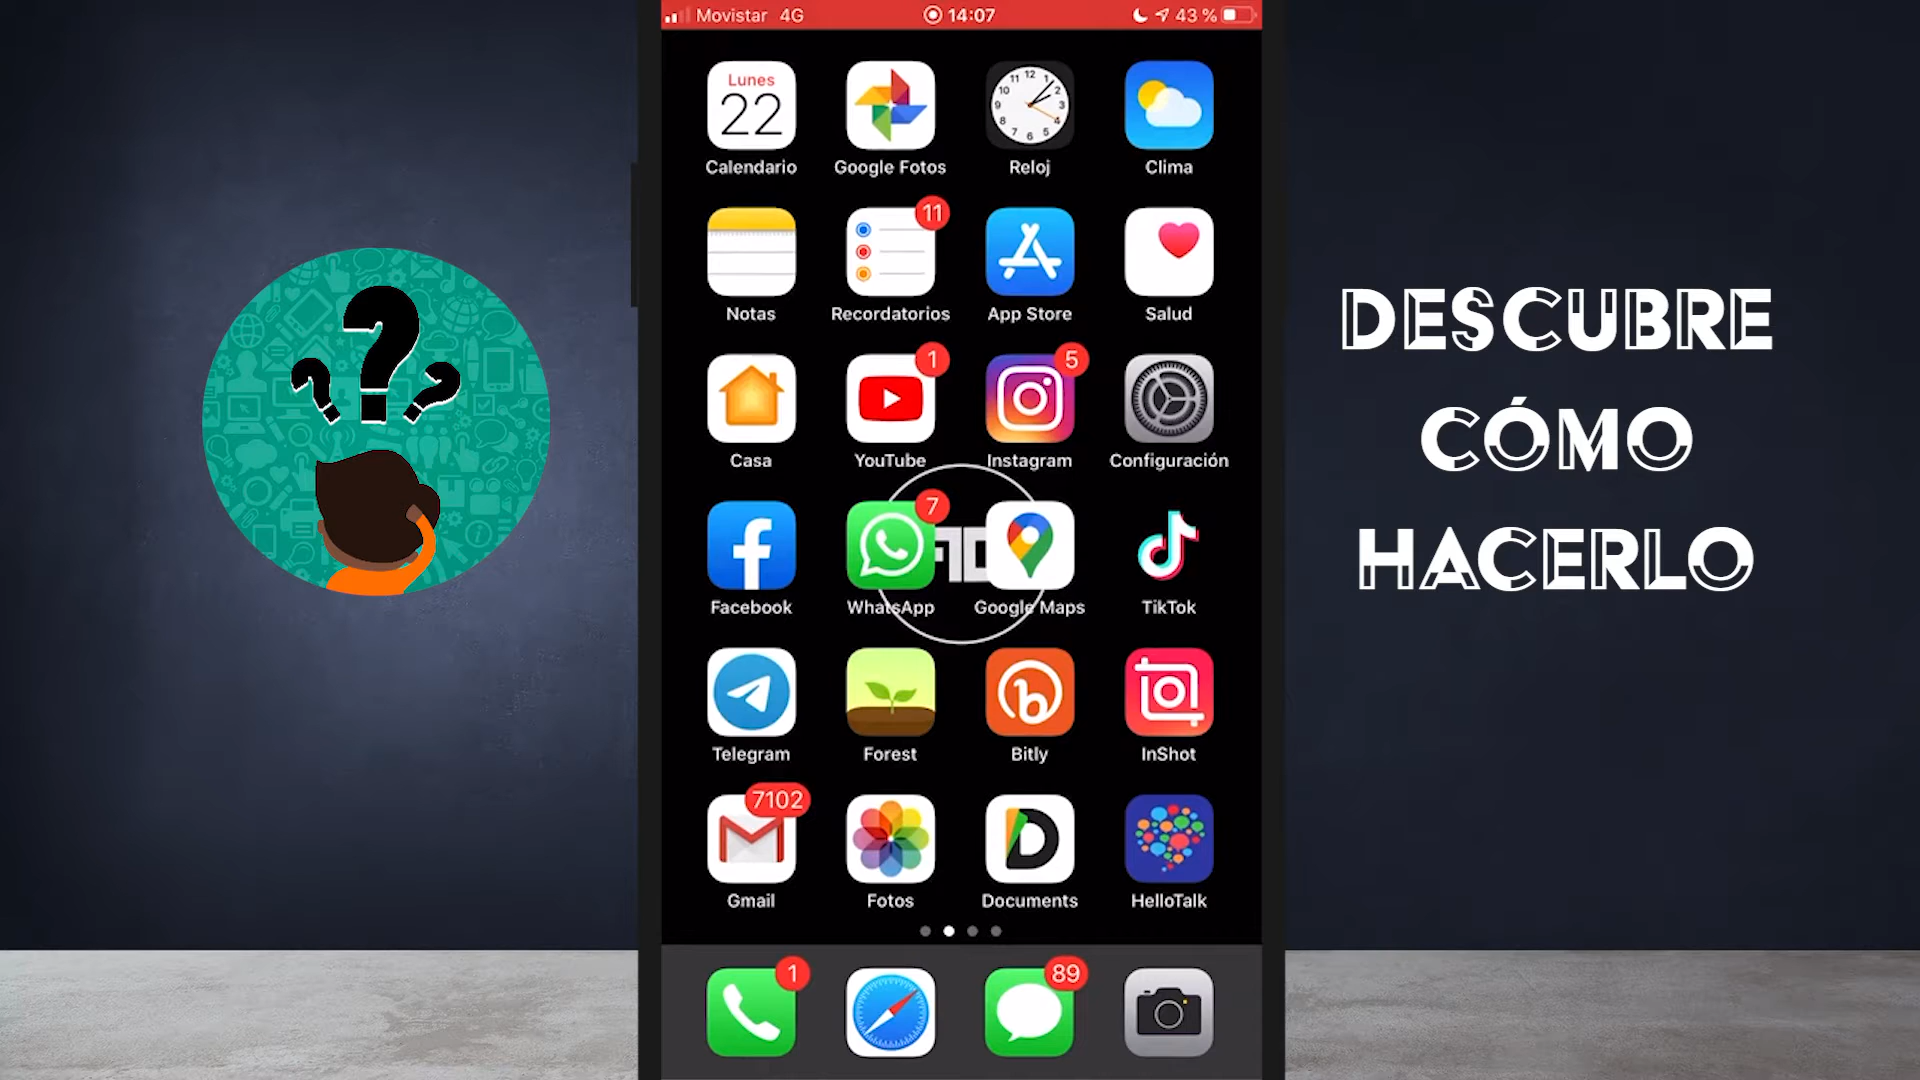 Movistar 4G 14:07 43 %
Lunes
22
Calendario Google Fotos Reloj Clima
11
Notas Recordatorios App Store Salud
1 5
Casa YouTube Instagram Configuración
7
Facebook WhatsApp Google Maps TikTok
Telegram Forest Bitly InShot
7102
Gmail Fotos Documents HelloTalk
1 89
DESCUBRE
CÓMO
HACERLO